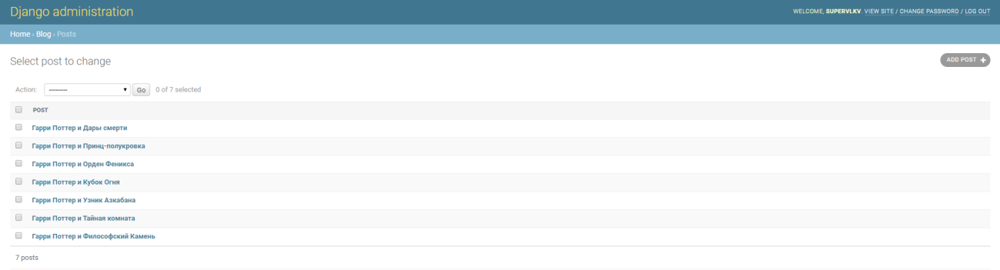 Django administration
WELCOME, SUPERVLKV. VIEW SITE / CHANGE PASSWORD / LOG OUT
Home › Blog › Posts
Select post to change
ADD POST +
Action: --------- Go 0 of 7 selected
POST
Гарри Поттер и Дары смерти
Гарри Поттер и Принц-полукровка
Гарри Поттер и Орден Феникса
Гарри Поттер и Кубок Огня
Гарри Поттер и Узник Азкабана
Гарри Поттер и Тайная комната
Гарри Поттер и Философский Камень
7 posts